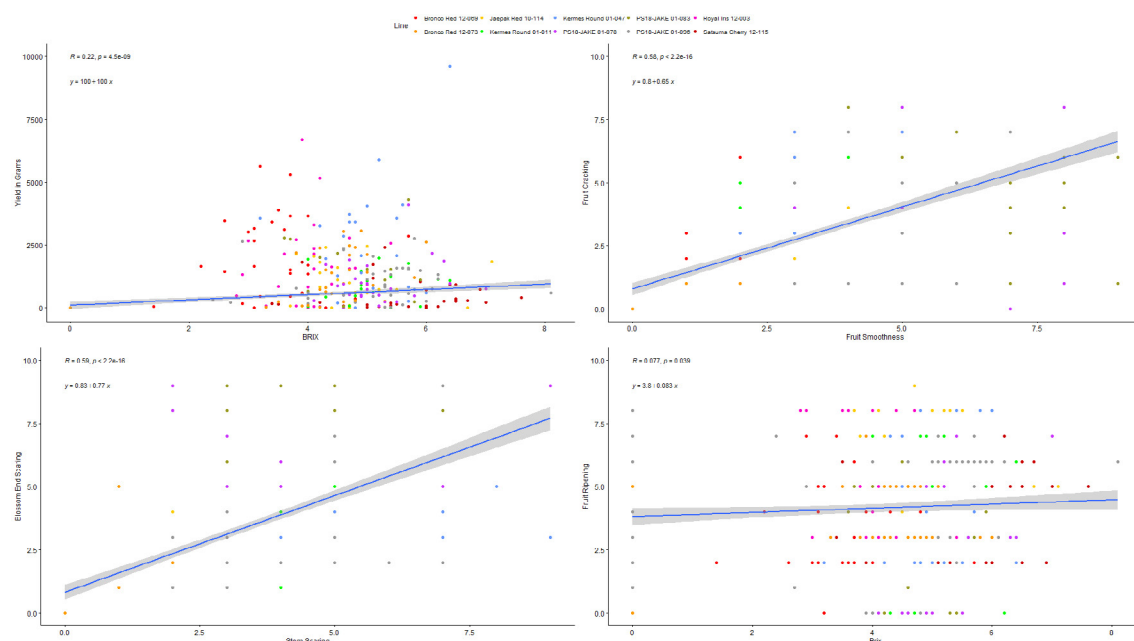 Line
Bronco Red 12-069 Jaepak Red 10-114 Kermes Round 01-047 PS18-JAKE 01-083 Royal Iris 12-003
Bronco Red 12-073 Kermes Round 01-011 PS18-JAKE 01-078 PS18-JAKE 01-096 Satsuma Cherry 12-115
R = 0.22, p = 4.5e-09
y = 100 + 100 x
Yield in Grams
10000
7500
5000
2500
0
0 2 4 6 8
BRIX
R = 0.58, p < 2.2e-16
y = 0.8 + 0.65 x
Fruit Cracking
10.0
7.5
5.0
2.5
0.0
0.0 2.5 5.0 7.5
Fruit Smoothness
R = 0.59, p < 2.2e-16
y = 0.83 + 0.77 x
Blossom End Scaring
10.0
7.5
5.0
2.5
0.0
0.0 2.5 5.0 7.5
Stem Scaring
R = 0.077, p = 0.039
y = 3.8 + 0.083 x
Fruit Ripening
10.0
7.5
5.0
2.5
0.0
0 2 4 6 8
Brix